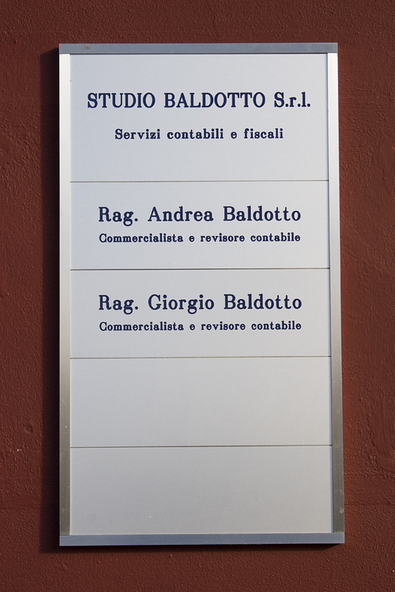 STUDIO BALDOTTO S.r.l.
Servizi contabili e fiscali
Rag. Andrea Baldotto
Commercialista e revisore contabile
Rag. Giorgio Baldotto
Commercialista e revisore contabile